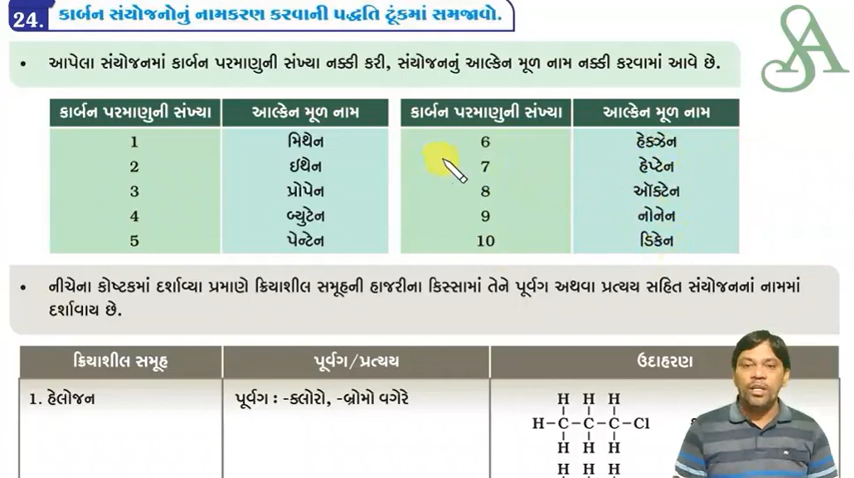 24. કાર્બન સંયોજનોનું નામકરણ કરવાની પદ્ધતિ ટૂંકમાં સમજાવો.
• આપેલા સંયોજનમાં કાર્બન પરમાણુની સંખ્યા નક્કી કરી, સંયોજનનું આલ્કેન મૂળ નામ નક્કી કરવામાં આવે છે.
કાર્બન પરમાણુની સંખ્યા આલ્કેન મૂળ નામ કાર્બન પરમાણુની સંખ્યા આલ્કેન મૂળ નામ
1 મિથેન 6 હેક્ઝેન
2 ઈથેન 7 હેપ્ટેન
3 પ્રોપેન 8 ઑક્ટેન
4 બ્યુટેન 9 નોનેન
5 પેન્ટેન 10 ડિકેન
• નીચેના કોષ્ટકમાં દર્શાવ્યા પ્રમાણે ક્રિયાશીલ સમૂહની હાજરીના કિસ્સામાં તેને પૂર્વગ અથવા પ્રત્યય સહિત સંયોજનનાં નામમાં
દર્શાવાય છે.
ક્રિયાશીલ સમૂહ પૂર્વગ/પ્રત્યય ઉદાહરણ
1. હેલોજન પૂર્વગ : -ક્લોરો, -બ્રોમો વગેરે
H H H
H-C-C-C-Cl
H H H
H H H